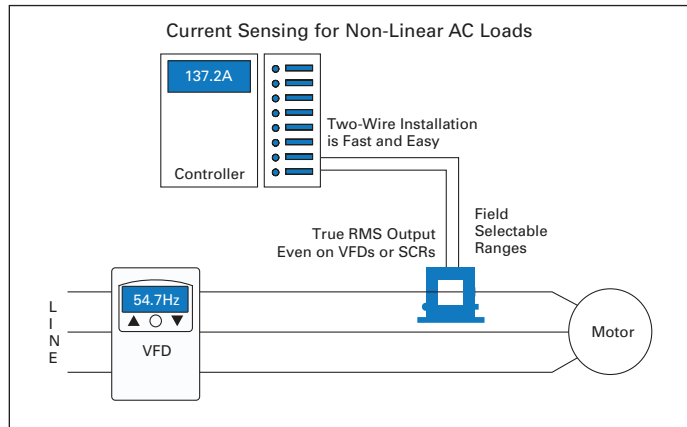 Current Sensing for Non-Linear AC Loads
137.2A
Controller
Two-Wire Installation
is Fast and Easy
True RMS Output
Even on VFDs or SCRs
Field
Selectable
Ranges
LINE
54.7Hz
VFD
Motor